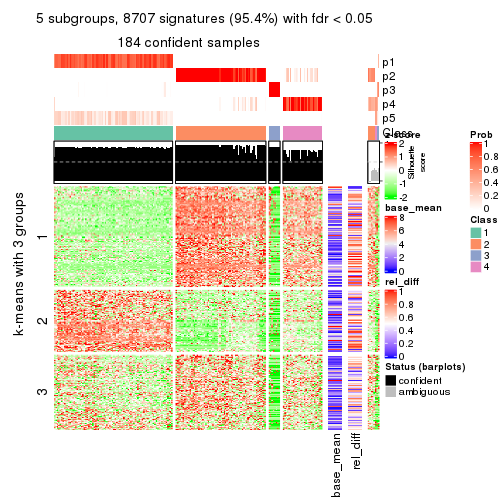 5 subgroups, 8707 signatures (95.4%) with fdr < 0.05
184 confident samples
p1
p2
p3
p4
p5
Class
Silhouette
score
k-means with 3 groups
1
2
3
base_mean
rel_diff
z-score
2
1
0
-1
-2
base_mean
8
6
4
2
0
rel_diff
1
0.8
0.6
0.4
0.2
0
Prob
1
0.8
0.6
0.4
0.2
0
Class
1
2
3
4
Status (barplots)
confident
ambiguous